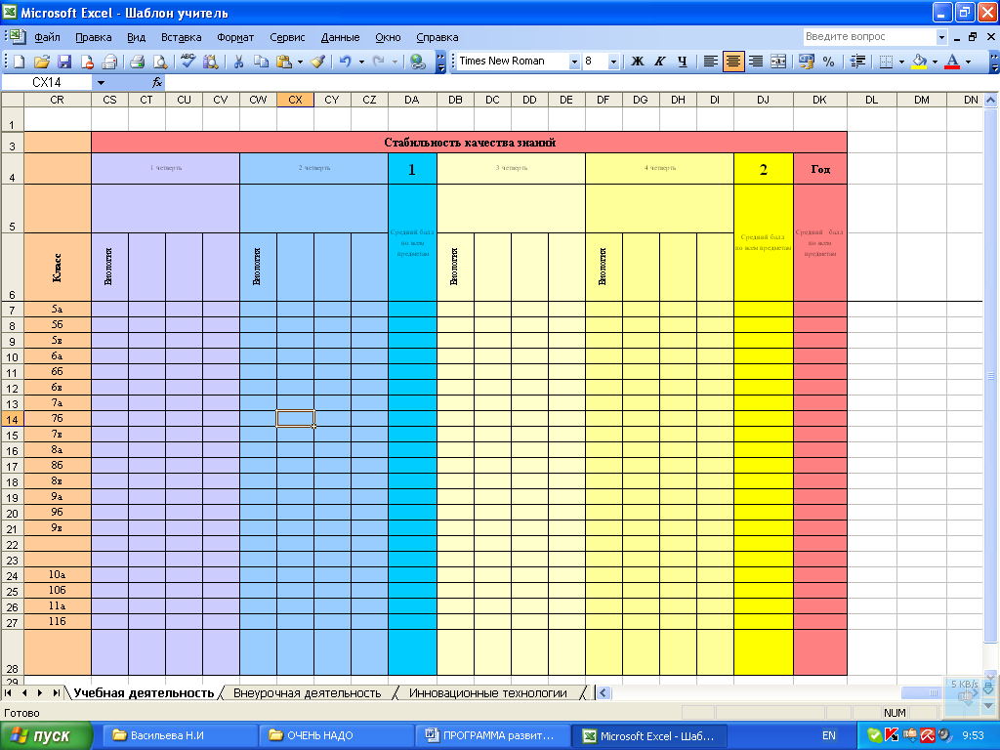 Microsoft Excel - Шаблон учитель
Файл Правка Вид Вставка Формат Сервис Данные Окно Справка Введите вопрос
Times New Roman 8 Ж К Ч %
CX14 fx
CR CS CT CU CV CW CX CY CZ DA DB DC DD DE DF DG DH DI DJ DK DL DM DN
1
3 Стабильность качества знаний
4 1 четверть 2 четверть 1 3 четверть 4 четверть 2 Год
5 Средний балл по всем предметам Средний балл по всем предметам Средний балл по всем предметам
6 Класс Биология Биология Биология Биология
7 5а
8 5б
9 5в
10 6а
11 6б
12 6в
13 7а
14 7б
15 7в
16 8а
17 8б
18 8в
19 9а
20 9б
21 9в
22
23
24 10а
25 10б
26 11а
27 11б
28
29
Учебная деятельность Внеурочная деятельность Инновационные технологии
5 KB/s
Готово NUM
пуск Васильева Н.И ОЧЕНЬ НАДО ПРОГРАММА развит... Microsoft Excel - Шаб... EN 9:53